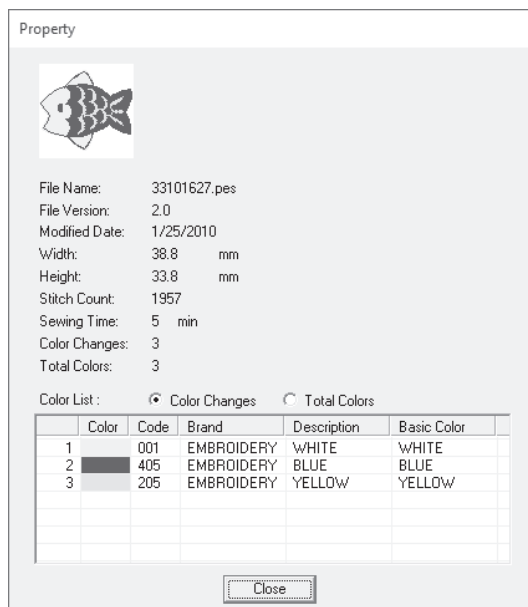 Property
File Name: 33101627.pes
File Version: 2.0
Modified Date: 1/25/2010
Width: 38.8 mm
Height: 33.8 mm
Stitch Count: 1957
Sewing Time: 5 min
Color Changes: 3
Total Colors: 3
Color List : Color Changes Total Colors
Color Code Brand Description Basic Color
1 001 EMBROIDERY WHITE WHITE
2 405 EMBROIDERY BLUE BLUE
3 205 EMBROIDERY YELLOW YELLOW
Close